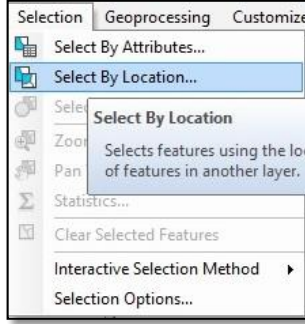 Selection Geoprocessing Customize
Select By Attributes...
Select By Location...
Select By Location
Selects features using the
of features in another layer.
Pan
Statistics...
Clear Selected Features
Interactive Selection Method
Selection Options...